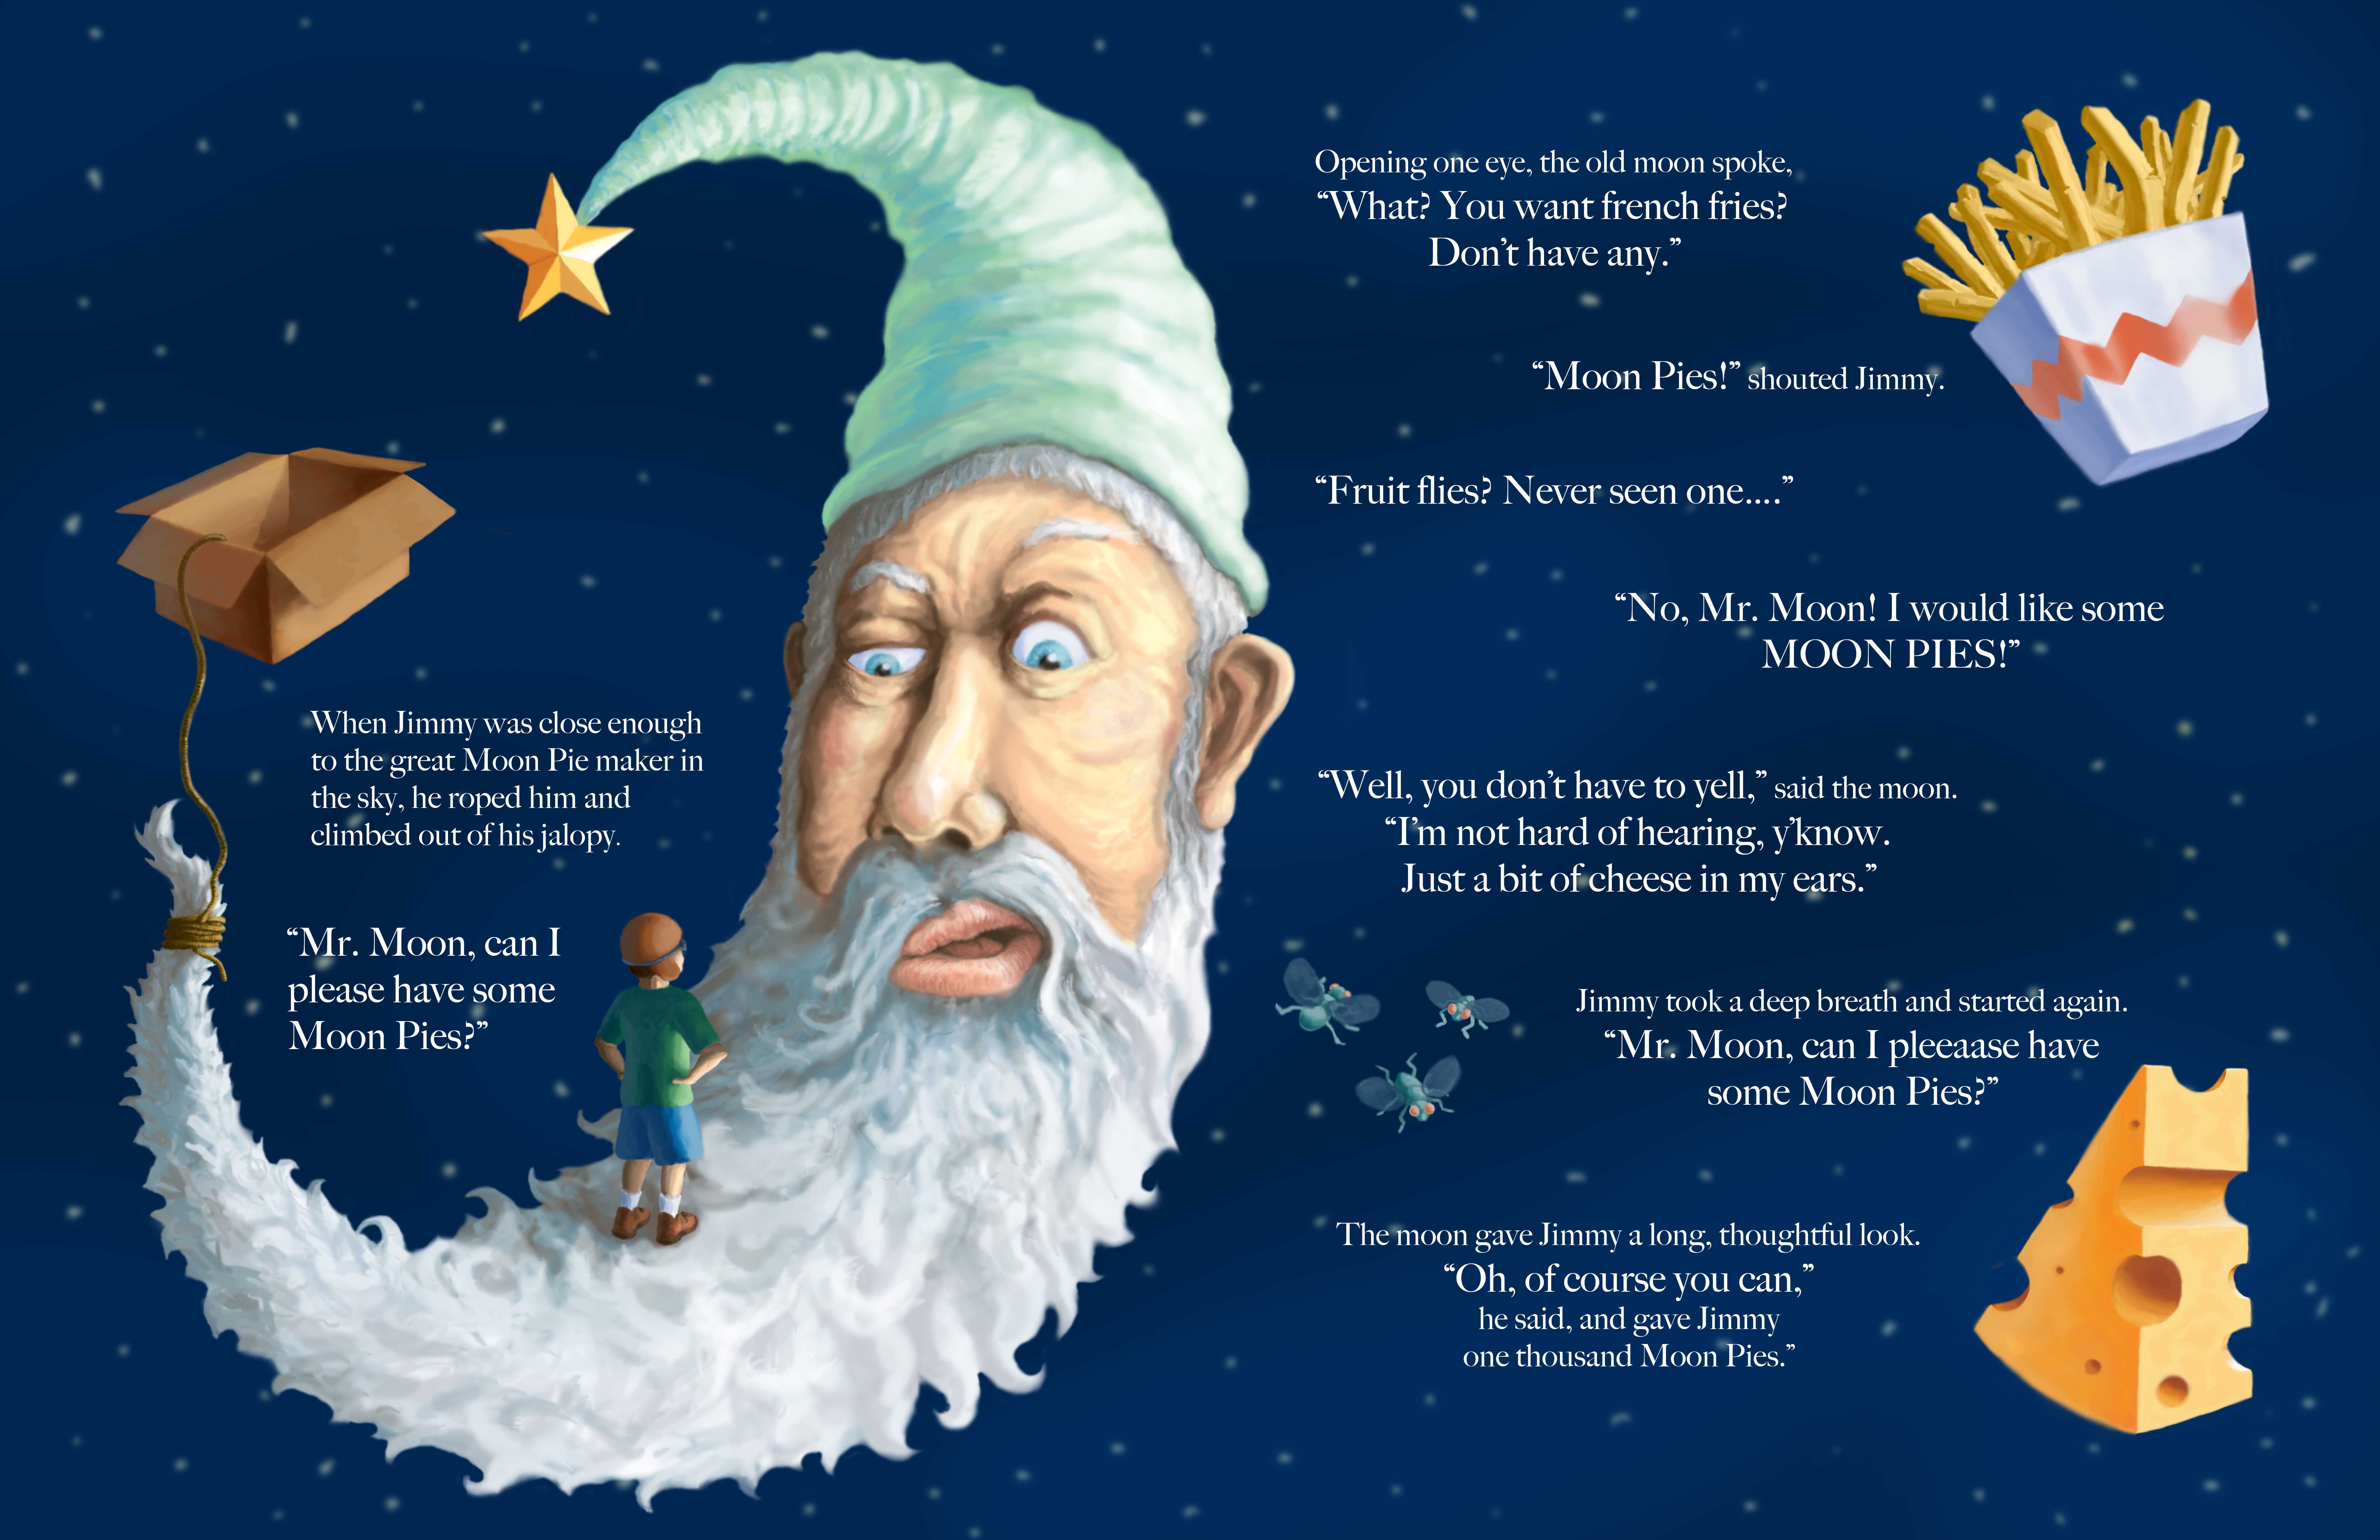 When Jimmy was close enough
to the great Moon Pie maker in
the sky, he roped him and
climbed out of his jalopy.
“Mr. Moon, can I
please have some
Moon Pies?”
Opening one eye, the old moon spoke,
“What? You want french fries?
Don’t have any.”
“Moon Pies!” shouted Jimmy.
“Fruit flies? Never seen one....”
“No, Mr. Moon! I would like some
MOON PIES!”
“Well, you don’t have to yell,” said the moon.
“I’m not hard of hearing, y’know.
Just a bit of cheese in my ears.”
Jimmy took a deep breath and started again.
“Mr. Moon, can I pleeaase have
some Moon Pies?”
The moon gave Jimmy a long, thoughtful look.
“Oh, of course you can,”
he said, and gave Jimmy
one thousand Moon Pies.”